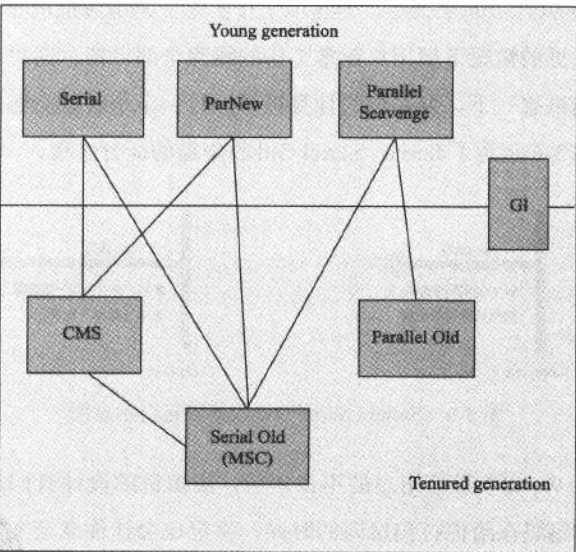 Young generation
Serial
ParNew
Parallel
Scavenge
G1
CMS
Parallel Old
Serial Old
(MSC)
Tenured generation